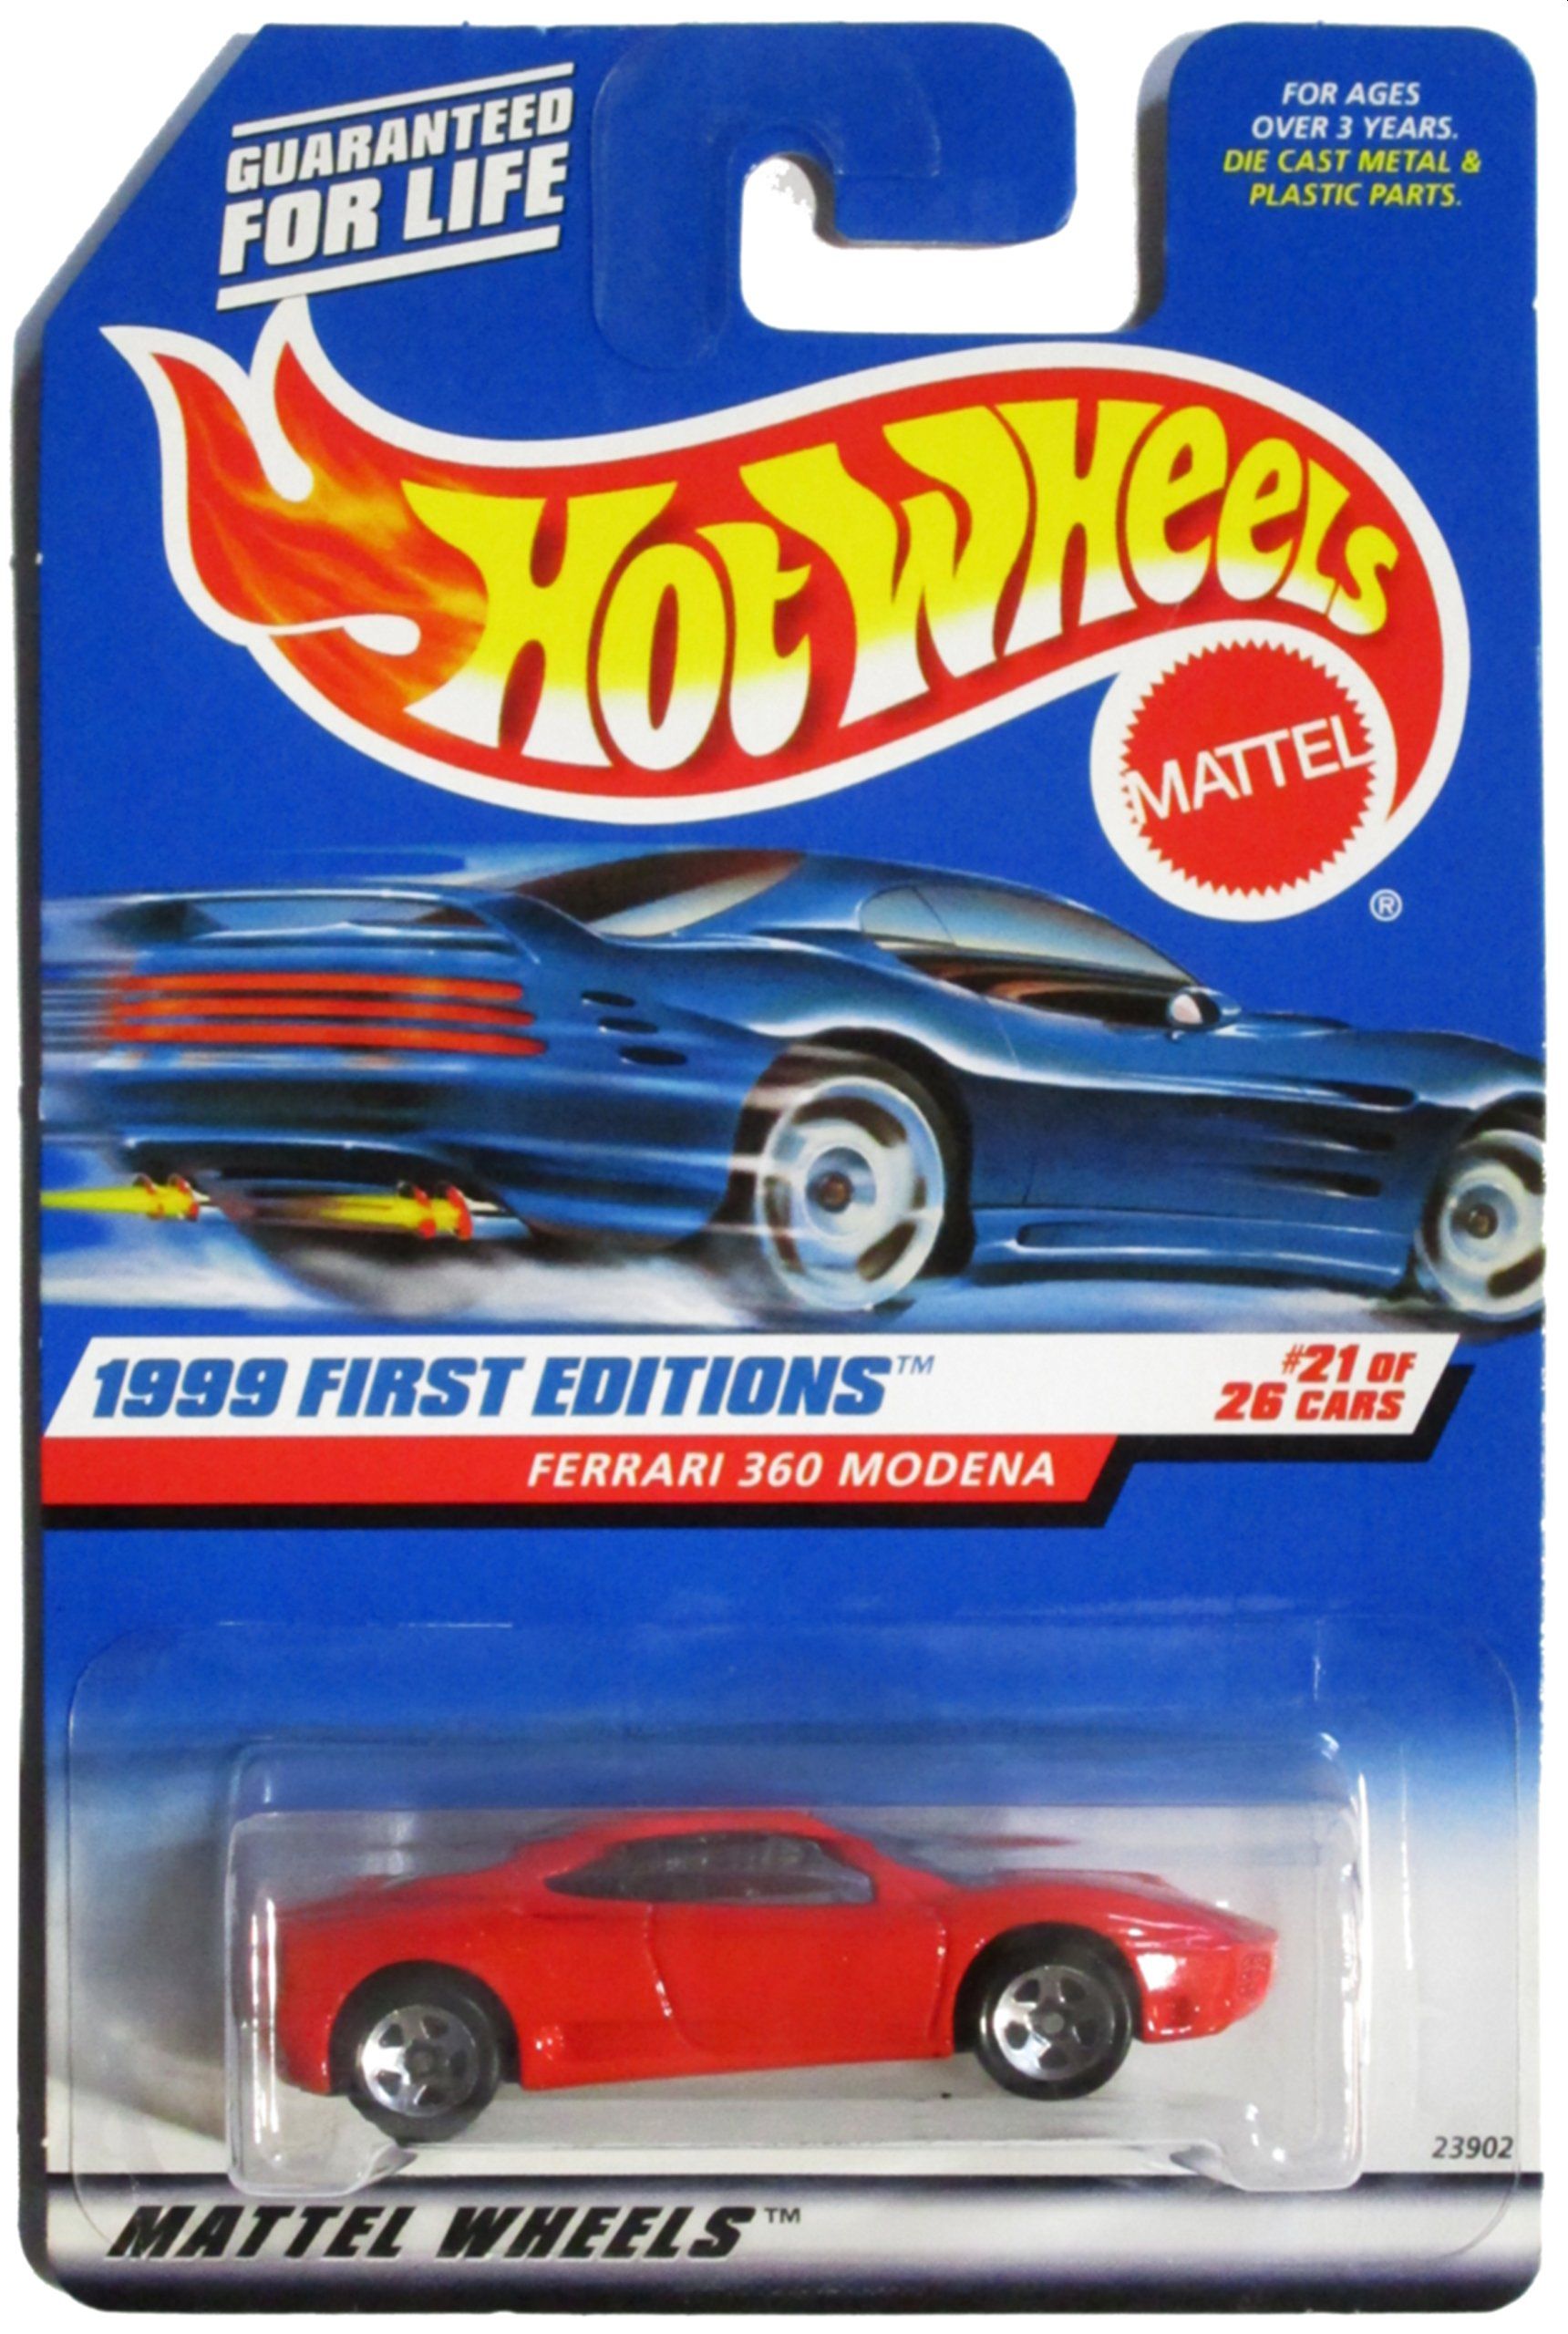 GUARANTEED
FOR LIFE
FOR AGES
OVER 3 YEARS.
DIE CAST METAL &
PLASTIC PARTS.
HOT WHEELS
MATTEL
®
1999 FIRST EDITIONS™
#21 OF
26 CARS
FERRARI 360 MODENA
23902
MATTEL WHEELS™